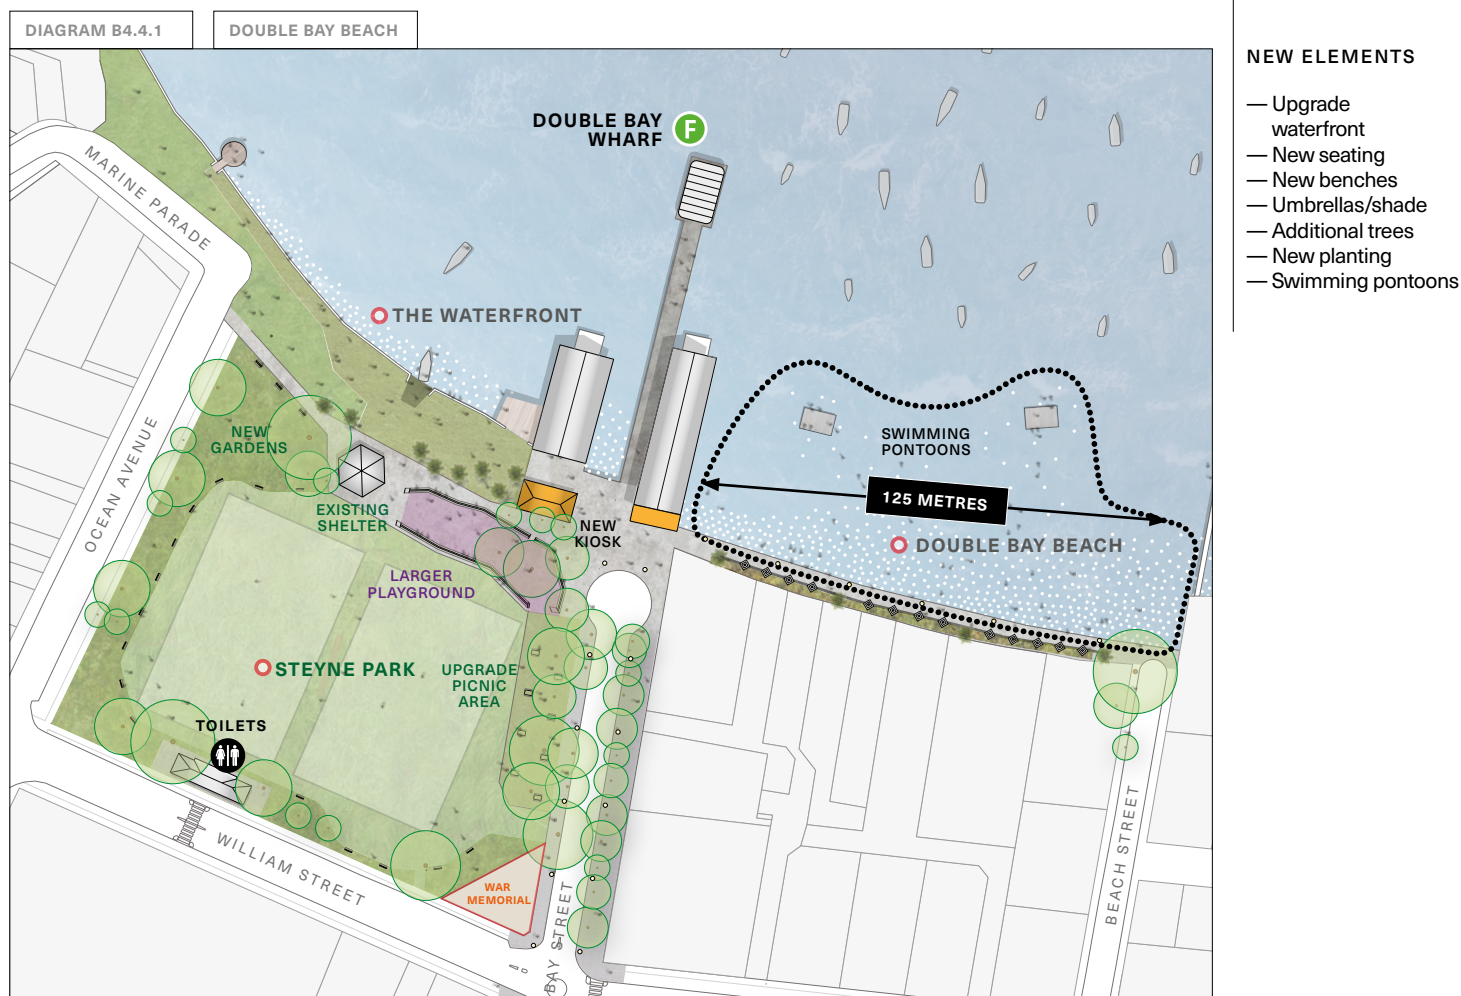 DIAGRAM B4.4.1
DOUBLE BAY BEACH
NEW ELEMENTS
— Upgrade
waterfront
— New seating
— New benches
— Umbrellas/shade
— Additional trees
— New planting
— Swimming pontoons
DOUBLE BAY
WHARF
F
MARINE PARADE
THE WATERFRONT
OCEAN AVENUE
NEW
GARDENS
SWIMMING
PONTOONS
125 METRES
EXISTING
SHELTER
NEW
KIOSK
DOUBLE BAY BEACH
LARGER
PLAYGROUND
STEYNE PARK
UPGRADE
PICNIC
AREA
TOILETS
WILLIAM STREET
WAR
MEMORIAL
BAY STREET
BEACH STREET